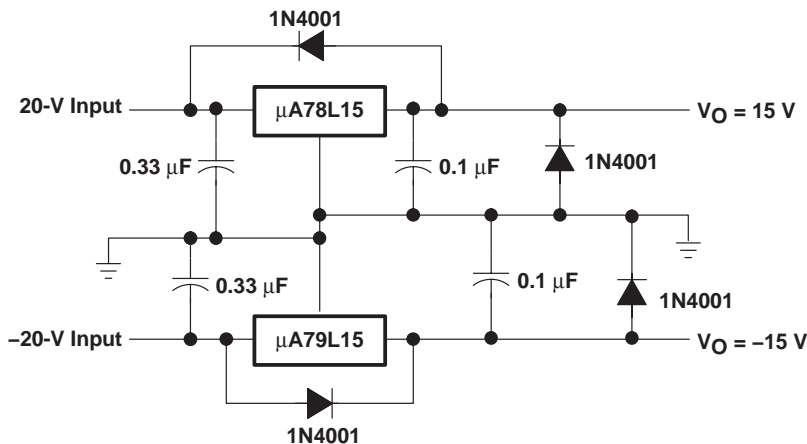 1N4001
20-V Input
µA78L15
V_O = 15 V
0.33 µF
0.1 µF
1N4001
0.33 µF
0.1 µF
1N4001
–20-V Input
µA79L15
V_O = –15 V
1N4001